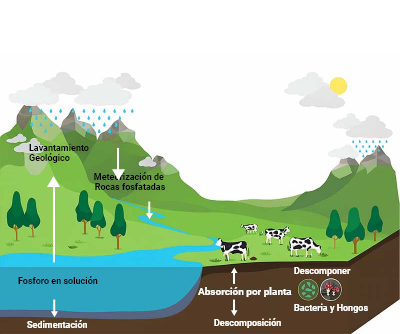 Lavantamiento
Geológico
Meteorización de
Rocas fosfatadas
Fosforo en solución
Sedimentación
Absorción por planta
Descomposición
Descomponer
Bacteria y Hongos